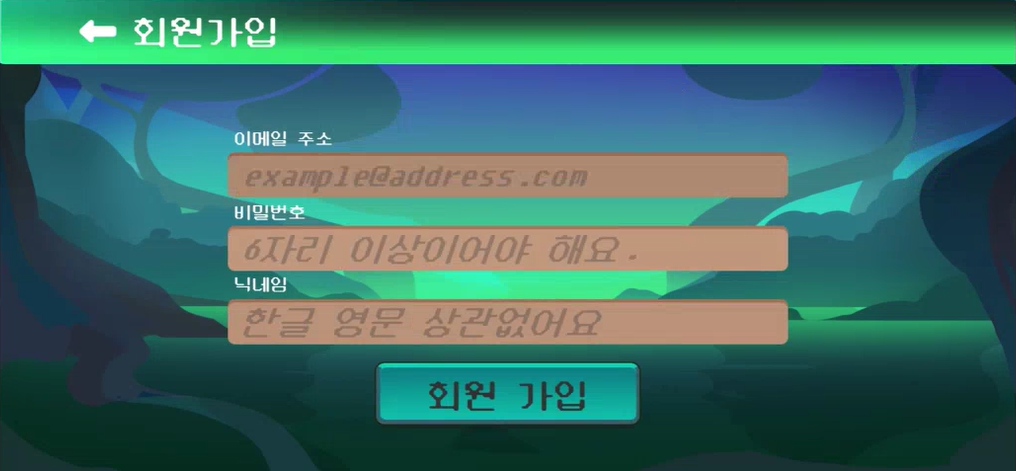 회원가입
이메일 주소
example@address.com
비밀번호
6자리 이상이어야 해요.
닉네임
한글 영문 상관없어요
회원 가입